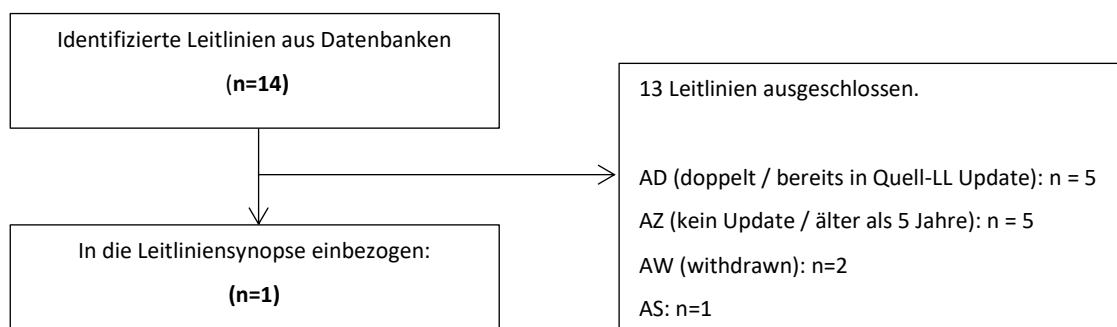 Identifizierte Leitlinien aus Datenbanken
(n=14)
13 Leitlinien ausgeschlossen.
AD (doppelt / bereits in Quell-LL Update): n = 5
AZ (kein Update / älter als 5 Jahre): n = 5
AW (withdrawn): n=2
AS: n=1
In die Leitliniensynopse einbezogen:
(n=1)